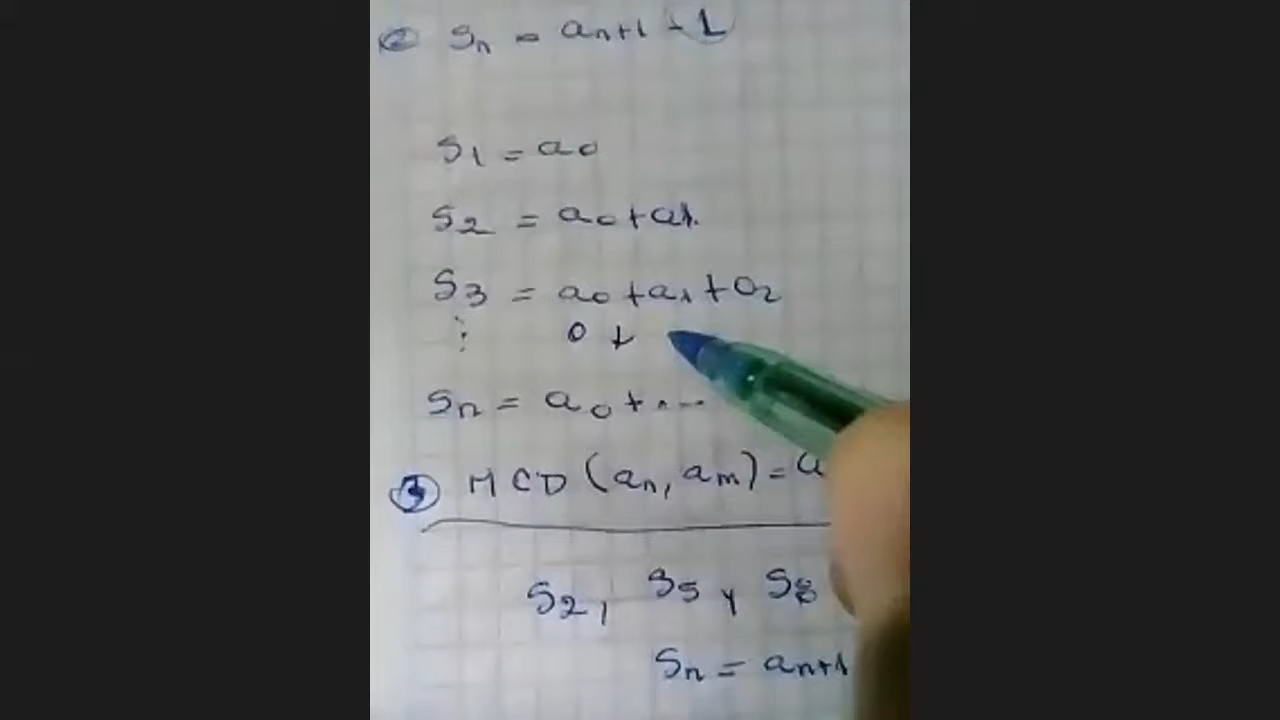 ② Sn = an+1 - 1
S1 = a0
S2 = a0 + a1
S3 = a0 + a1 + a2
⋮ 0 1
Sn = a0 + ...
③ MCD (an, am) = a
S2, S5 y S8
Sn = an+1